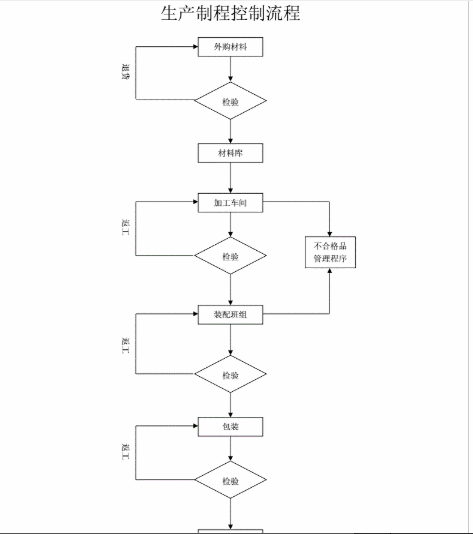 生产制程控制流程
外购材料
退货
检验
材料库
加工车间
返工
不合格品
管理程序
检验
装配班组
返工
检验
包装
返工
检验